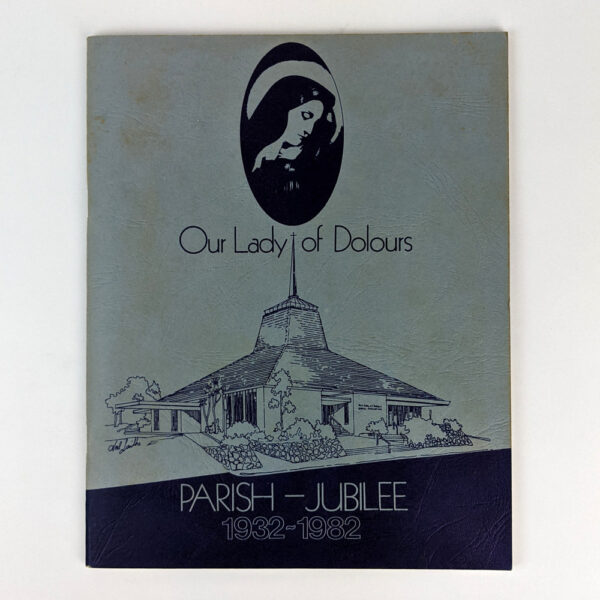 Our Lady of Dolours
PARISH – JUBILEE
1932~1982